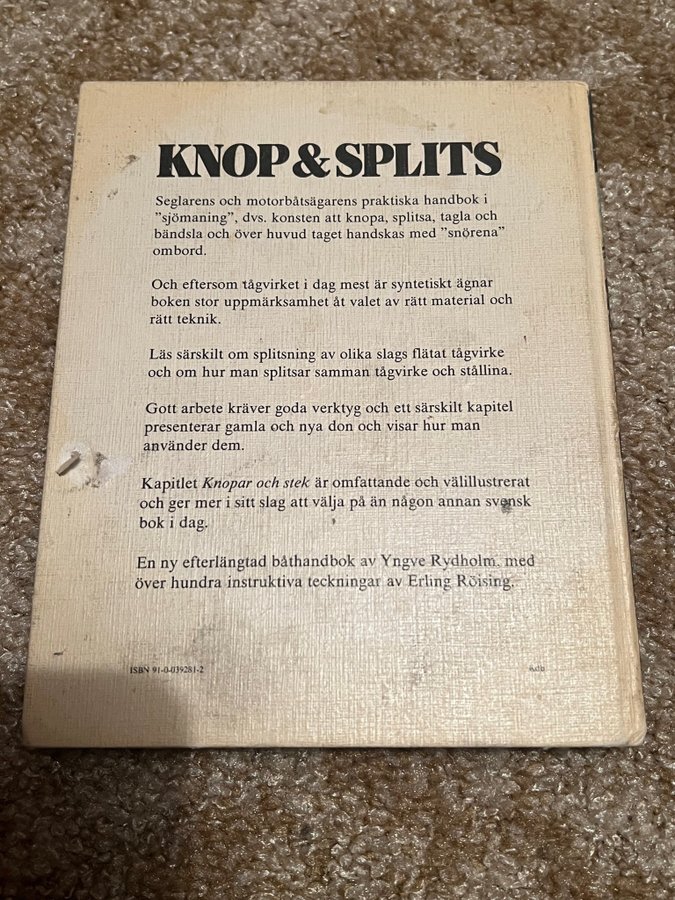 KNOP & SPLITS
Seglarens och motorbåtsägarens praktiska handbok i
”sjömaning”, dvs. konsten att knopa, splitsa, tagla och
bändsla och över huvud taget handskas med ”snörena”
ombord.
Och eftersom tågvirket i dag mest är syntetiskt ägnar
boken stor uppmärksamhet åt valet av rätt material och
rätt teknik.
Läs särskilt om splitsning av olika slags flätat tågvirke
och om hur man splitsar samman tågvirke och stållina.
Gott arbete kräver goda verktyg och ett särskilt kapitel
presenterar gamla och nya don och visar hur man
använder dem.
Kapitlet Knopar och stek är omfattande och välillustrerat
och ger mer i sitt slag att välja på än någon annan svensk
bok i dag.
En ny efterlängtad båthandbok av Yngve Rydholm, med
över hundra instruktiva teckningar av Erling Röising.
ISBN 91-0-039281-2